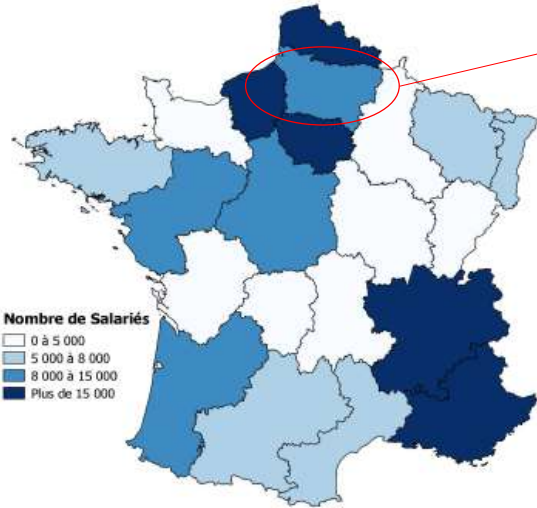 Nombre de Salariés
0 à 5 000
5 000 à 8 000
8 000 à 15 000
Plus de 15 000